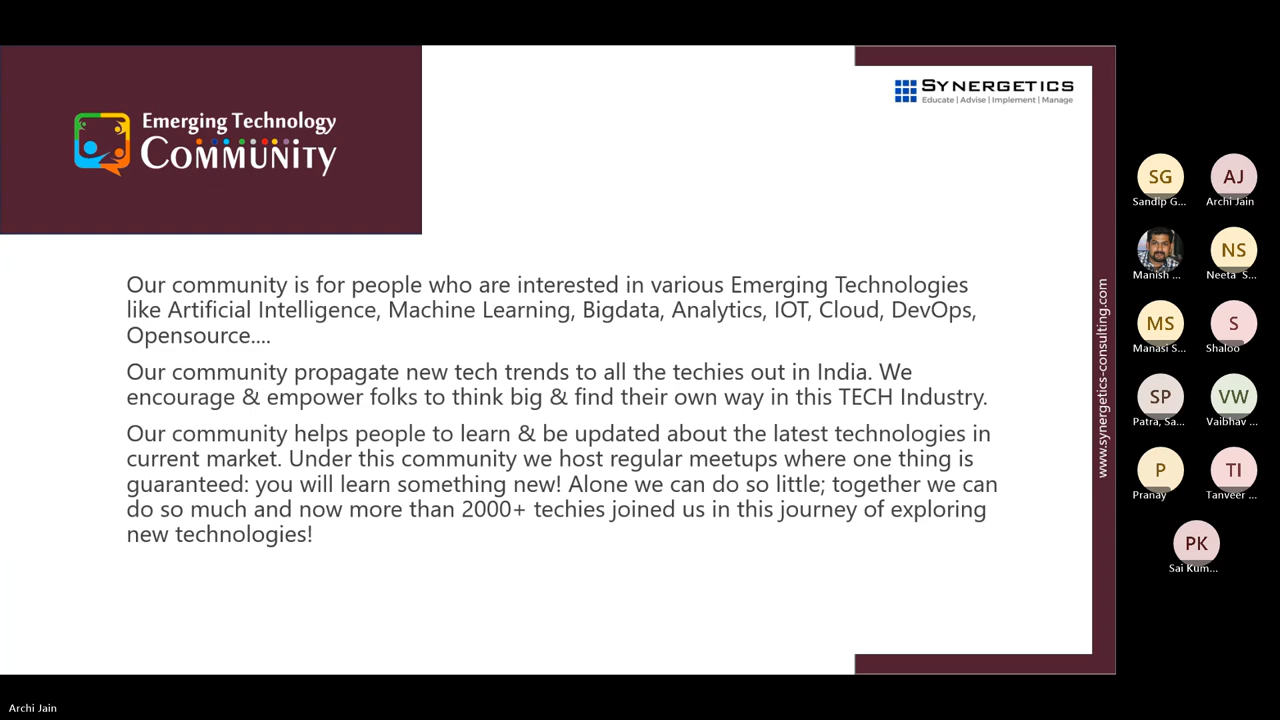 Emerging Technology
COMMUNITY
SYNERGETICS
Educate | Advise | Implement | Manage
Our community is for people who are interested in various Emerging Technologies
like Artificial Intelligence, Machine Learning, Bigdata, Analytics, IOT, Cloud, DevOps,
Opensource....
Our community propagate new tech trends to all the techies out in India. We
encourage & empower folks to think big & find their own way in this TECH Industry.
Our community helps people to learn & be updated about the latest technologies in
current market. Under this community we host regular meetups where one thing is
guaranteed: you will learn something new! Alone we can do so little; together we can
do so much and now more than 2000+ techies joined us in this journey of exploring
new technologies!
www.synergetics-consulting.com
SG
Sandip G...
AJ
Archi Jain
Manish ...
NS
Neeta S...
MS
Manasi S...
S
Shaloo
SP
Patra, Sa...
VW
Vaibhav ...
P
Pranay
TI
Tanveer ...
PK
Sai Kum...
Archi Jain